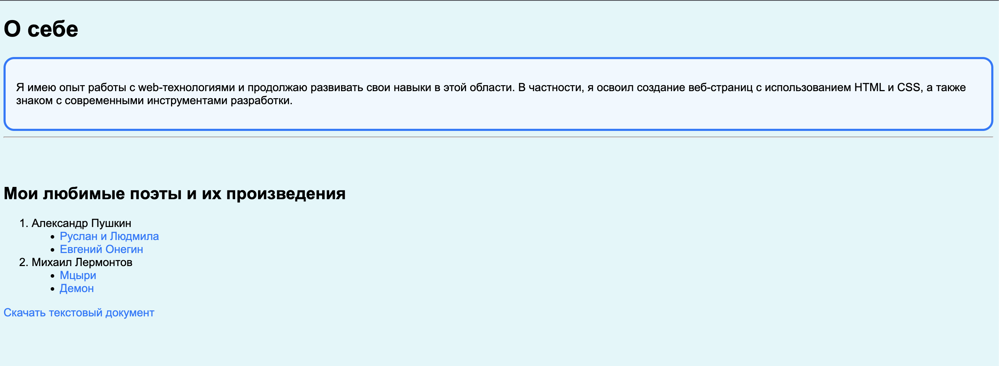 О себе
Я имею опыт работы с web-технологиями и продолжаю развивать свои навыки в этой области. В частности, я освоил создание веб-страниц с использованием HTML и CSS, а также
знаком с современными инструментами разработки.
Мои любимые поэты и их произведения
1. Александр Пушкин
• Руслан и Людмила
• Евгений Онегин
2. Михаил Лермонтов
• Мцыри
• Демон
Скачать текстовый документ